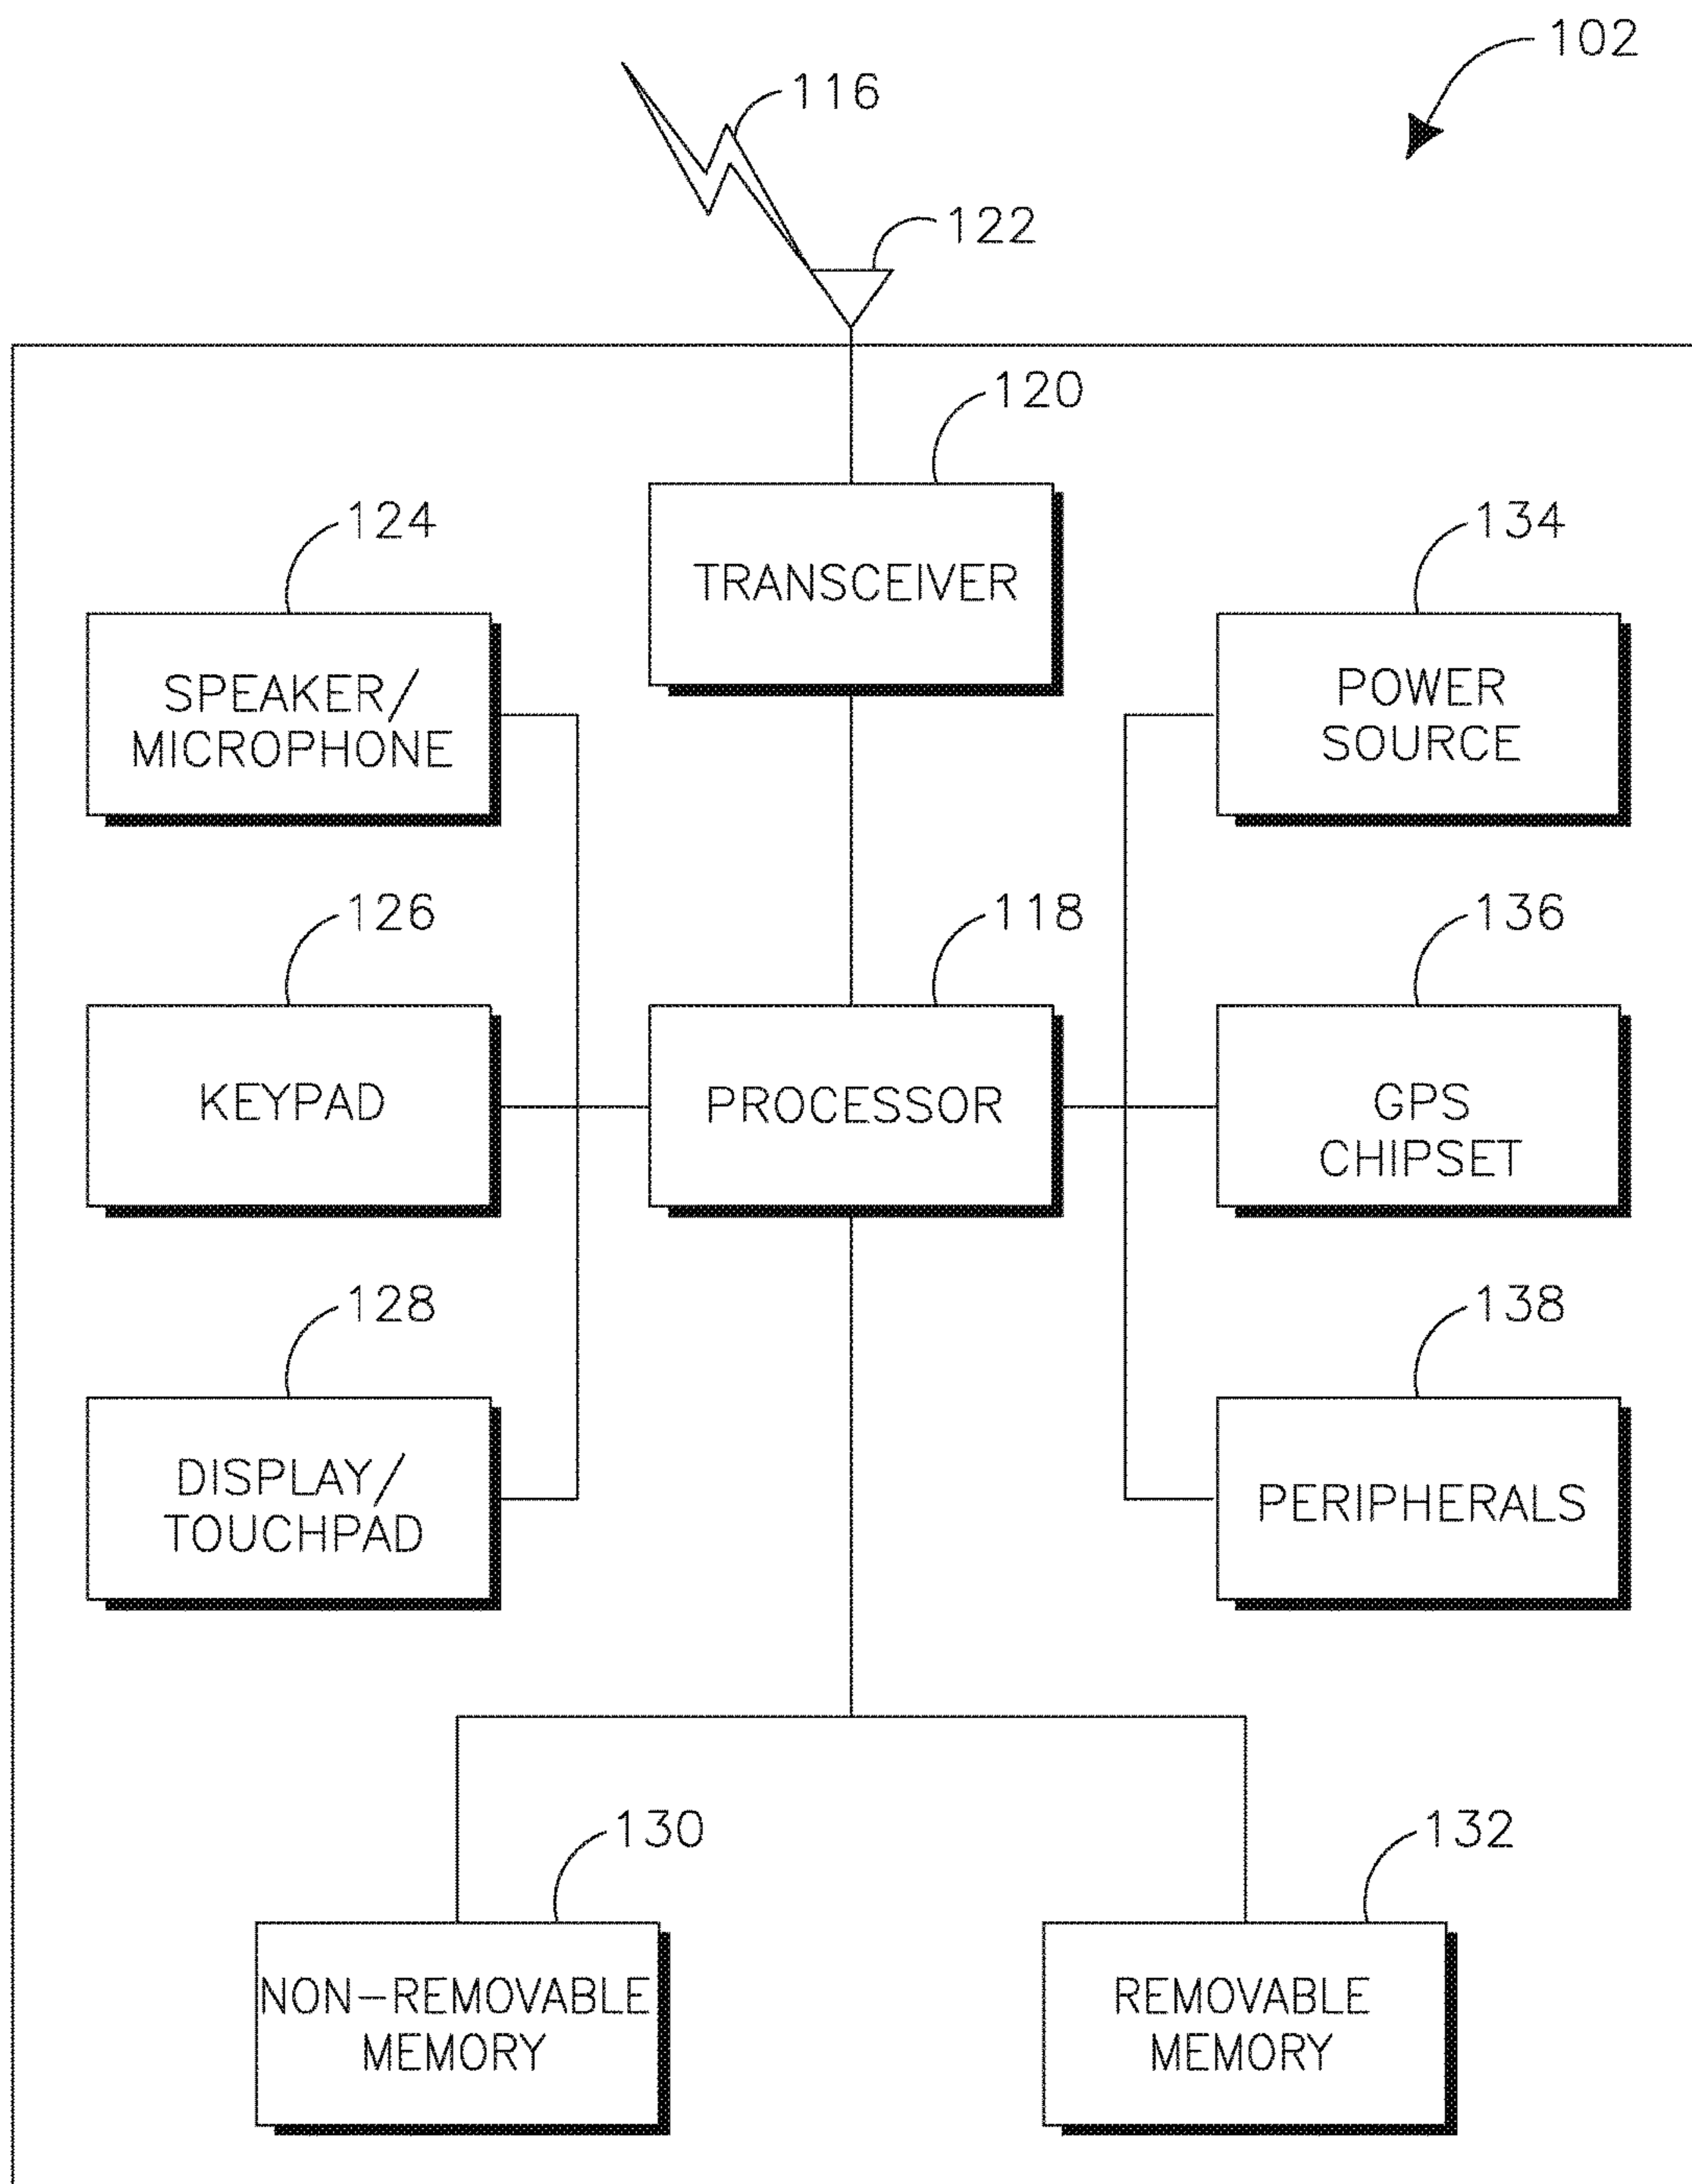 102
116
122
120
TRANSCEIVER
124
SPEAKER/
MICROPHONE
134
POWER
SOURCE
126
KEYPAD
118
PROCESSOR
136
GPS
CHIPSET
128
DISPLAY/
TOUCHPAD
138
PERIPHERALS
130
NON-REMOVABLE
MEMORY
132
REMOVABLE
MEMORY